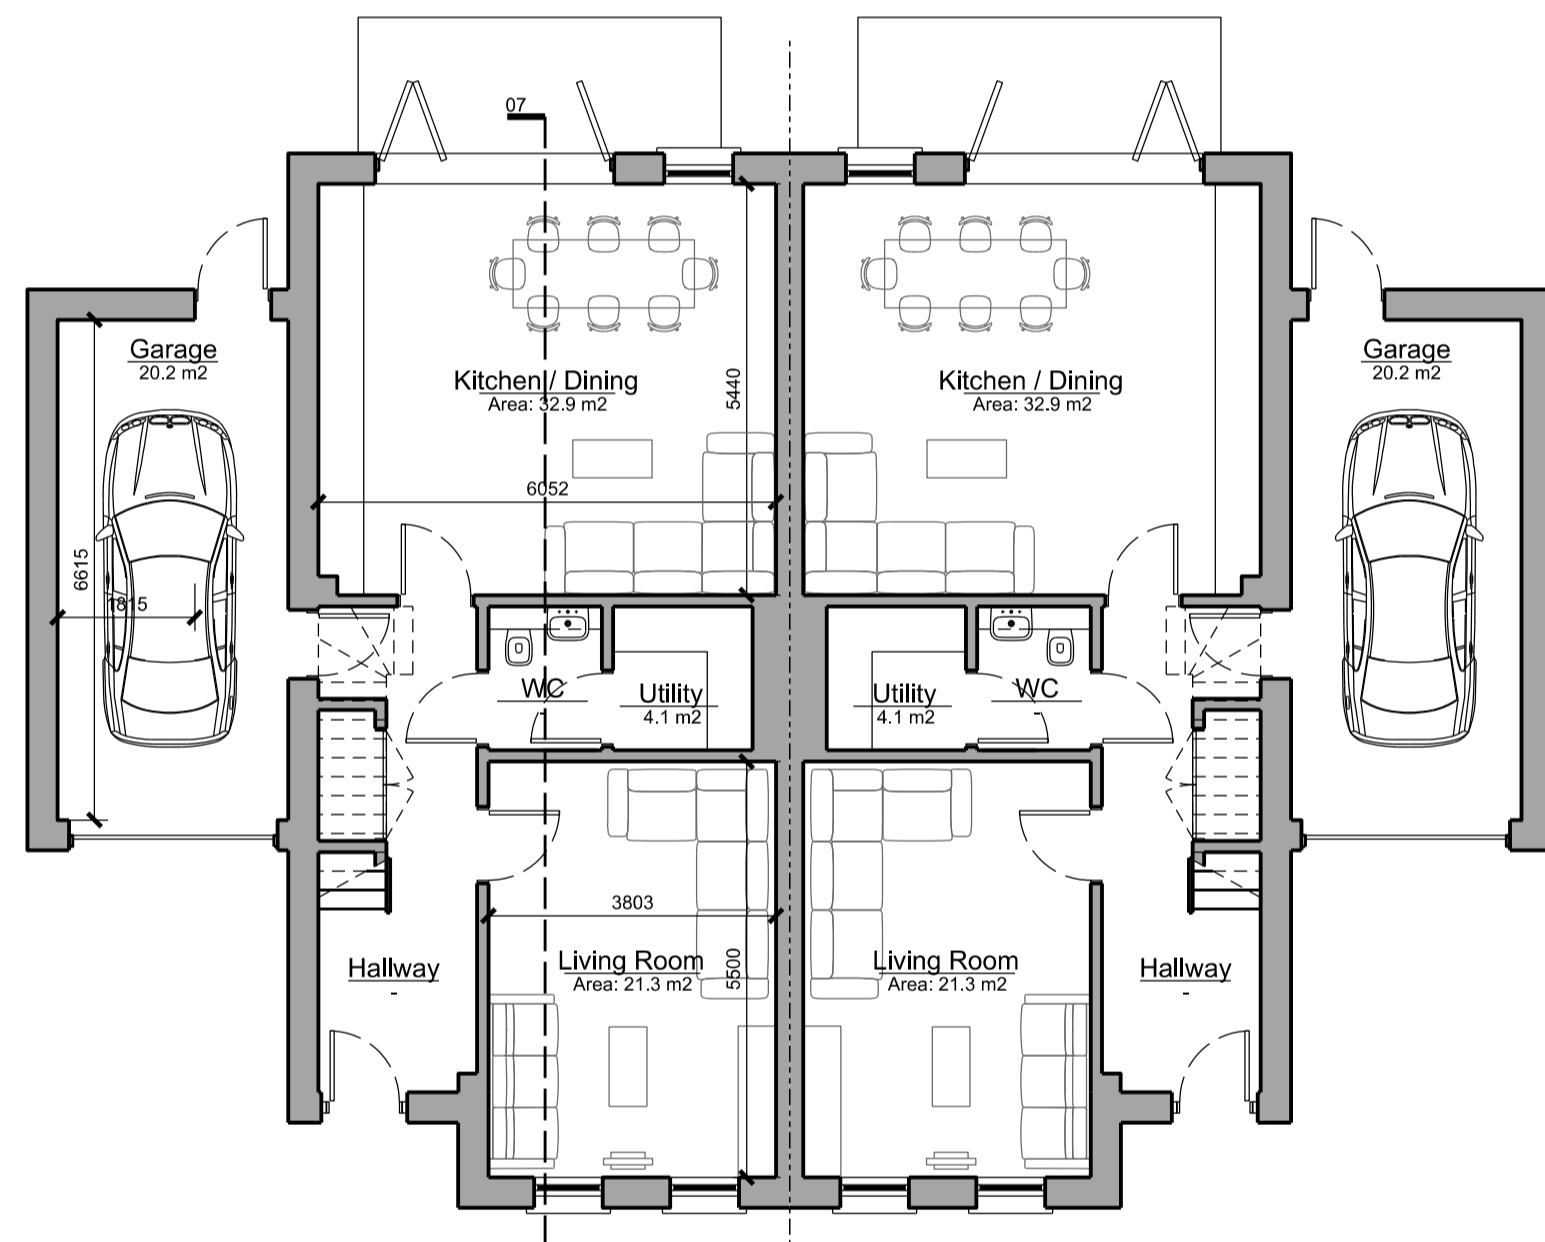 07
Garage
20.2 m2
Garage
20.2 m2
Kitchen / Dining
Area: 32.9 m2
5440
Kitchen / Dining
Area: 32.9 m2
6052
6615
1815
WC
-
Utility
4.1 m2
Utility
4.1 m2
WC
-
3803
Living Room
Area: 21.3 m2
5500
Living Room
Area: 21.3 m2
Hallway
-
Hallway
-